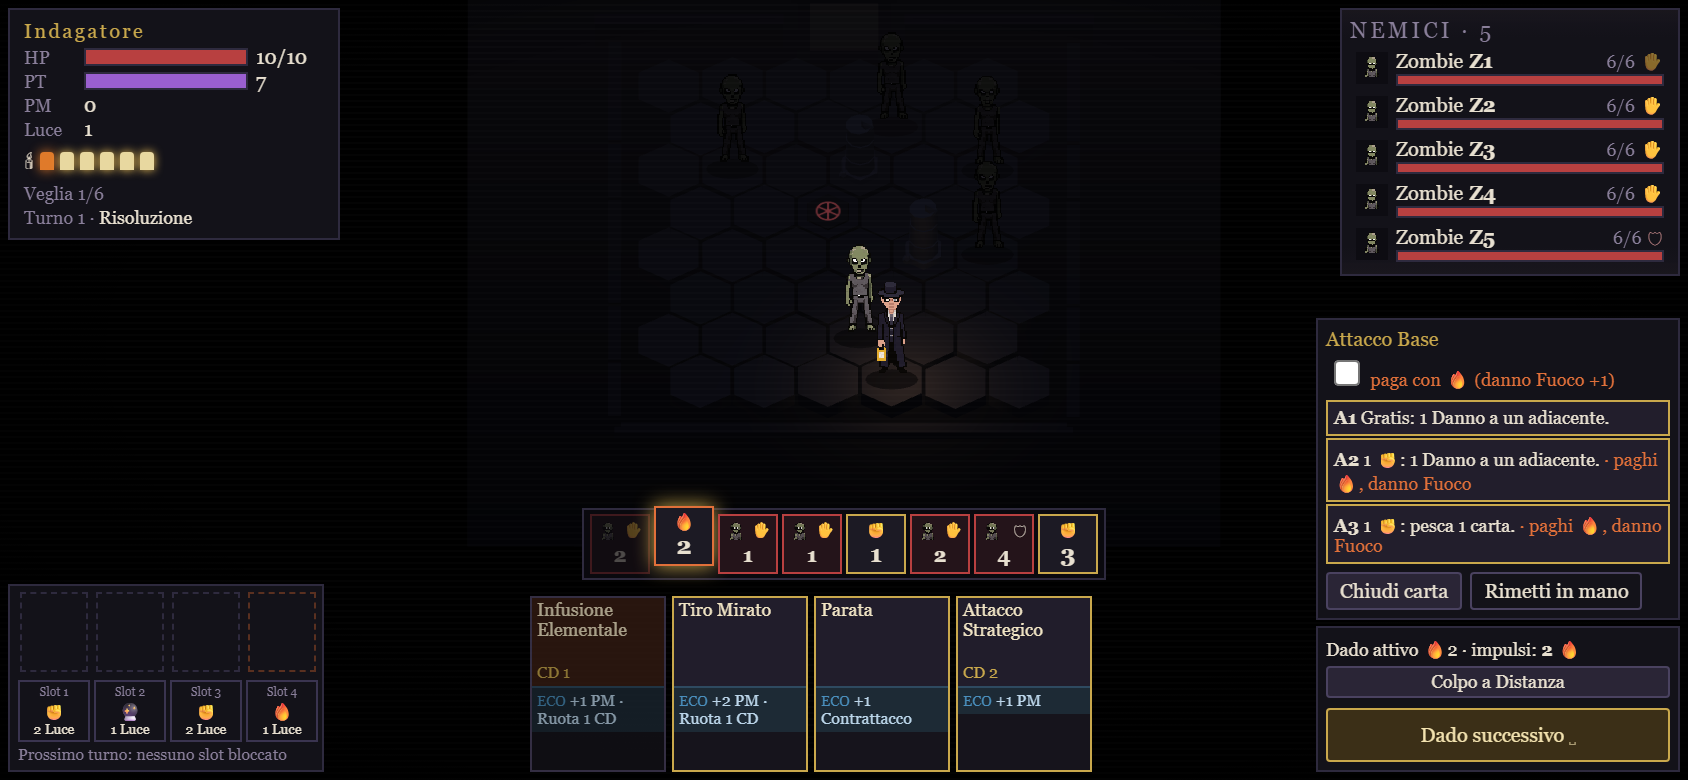 Indagatore
HP 10/10
PT 7
PM 0
Luce 1
Veglia 1/6
Turno 1 · Risoluzione
NEMICI · 5
Zombie Z1 6/6
Zombie Z2 6/6
Zombie Z3 6/6
Zombie Z4 6/6
Zombie Z5 6/6
Attacco Base
paga con (danno Fuoco +1)
A1 Gratis: 1 Danno a un adiacente.
A2 1 : 1 Danno a un adiacente. · paghi
, danno Fuoco
A3 1 : pesca 1 carta. · paghi , danno
Fuoco
Chiudi carta Rimetti in mano
Dado attivo 2 · impulsi: 2
Colpo a Distanza
Dado successivo ␣
2 2 1 1 1 2 4 3
Infusione
Elementale
CD 1
ECO +1 PM ·
Ruota 1 CD
Tiro Mirato
ECO +2 PM ·
Ruota 1 CD
Parata
ECO +1
Contrattacco
Attacco
Strategico
CD 2
ECO +1 PM
Slot 1 Slot 2 Slot 3 Slot 4
2 Luce 1 Luce 2 Luce 1 Luce
Prossimo turno: nessuno slot bloccato